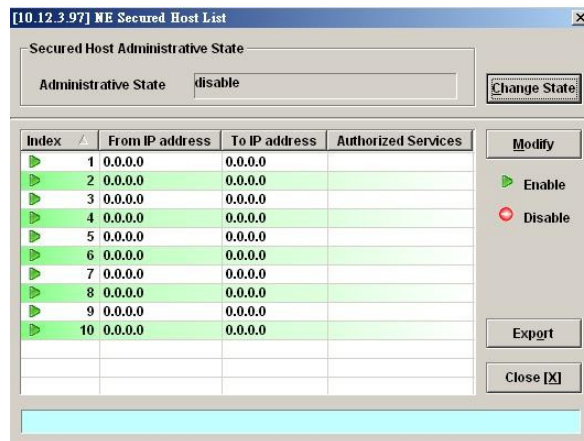 [10.12.3.97] NE Secured Host List
Secured Host Administrative State
Administrative State disable
Change State
Index From IP address To IP address Authorized Services
1 0.0.0.0 0.0.0.0
2 0.0.0.0 0.0.0.0
3 0.0.0.0 0.0.0.0
4 0.0.0.0 0.0.0.0
5 0.0.0.0 0.0.0.0
6 0.0.0.0 0.0.0.0
7 0.0.0.0 0.0.0.0
8 0.0.0.0 0.0.0.0
9 0.0.0.0 0.0.0.0
10 0.0.0.0 0.0.0.0
Modify
Enable
Disable
Export
Close [X]